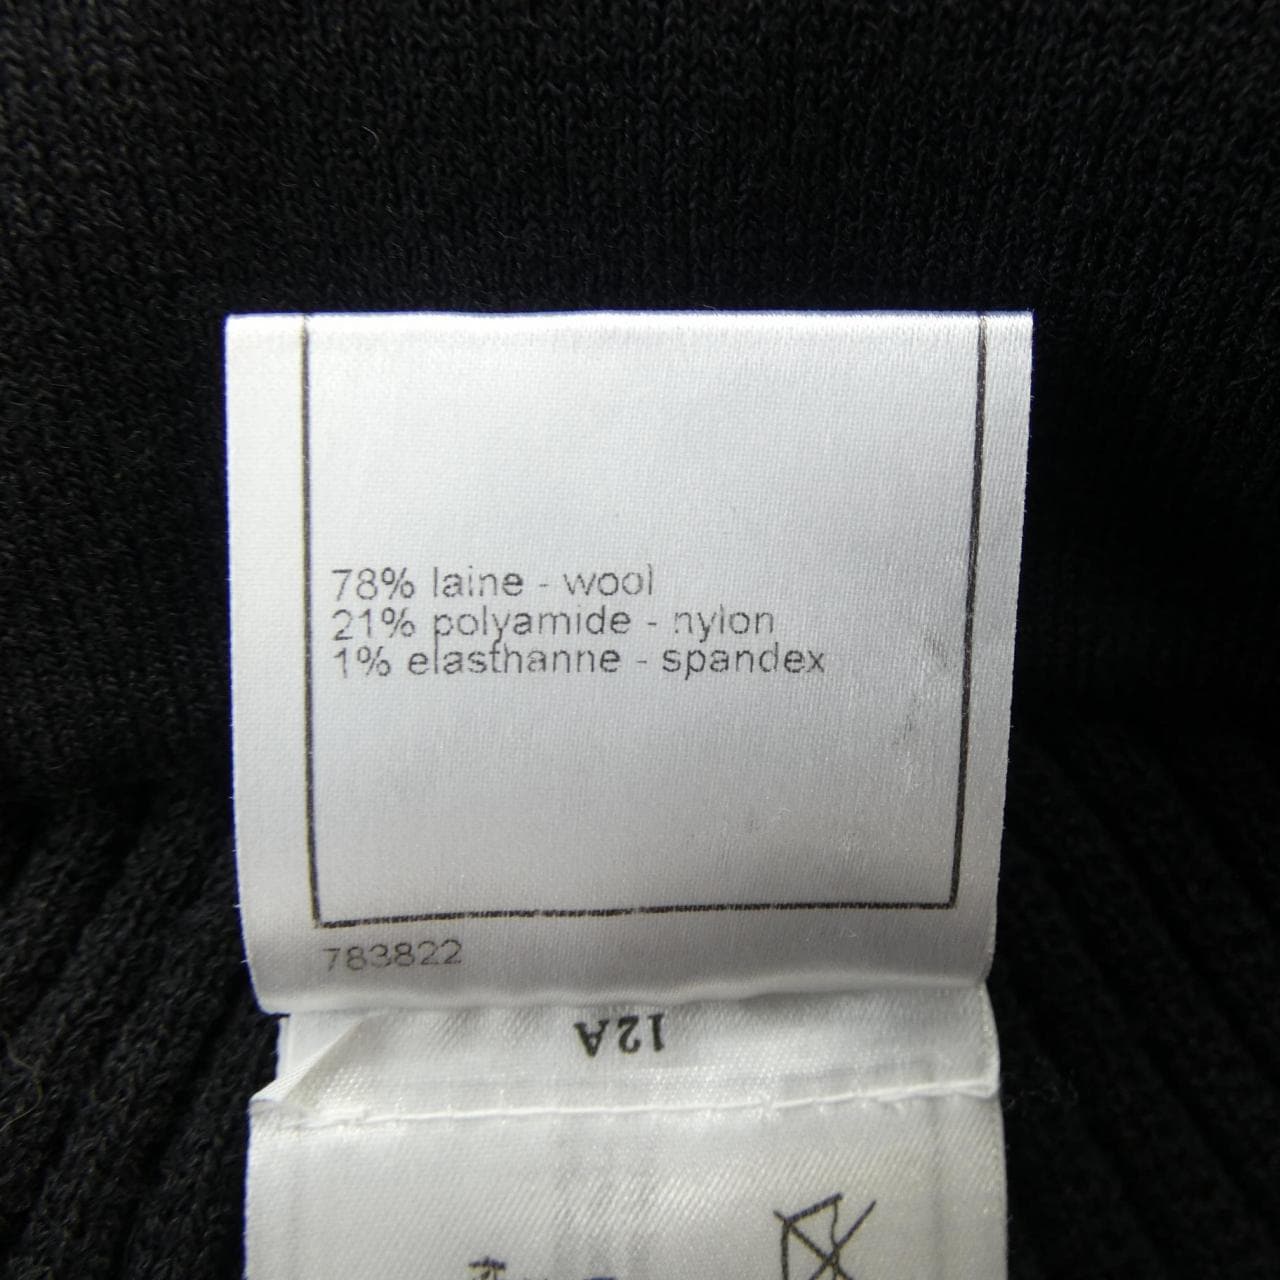 78% laine - wool
21% polyamide - nylon
1% elasthanne - spandex
783822
12A